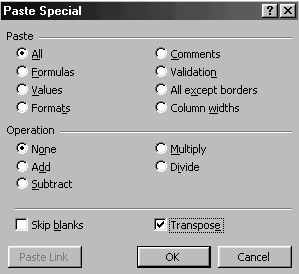 Paste Special
Paste
All
Comments
Formulas
Validation
Values
All except borders
Formats
Column widths
Operation
None
Multiply
Add
Divide
Subtract
Skip blanks
Transpose
Paste Link
OK
Cancel